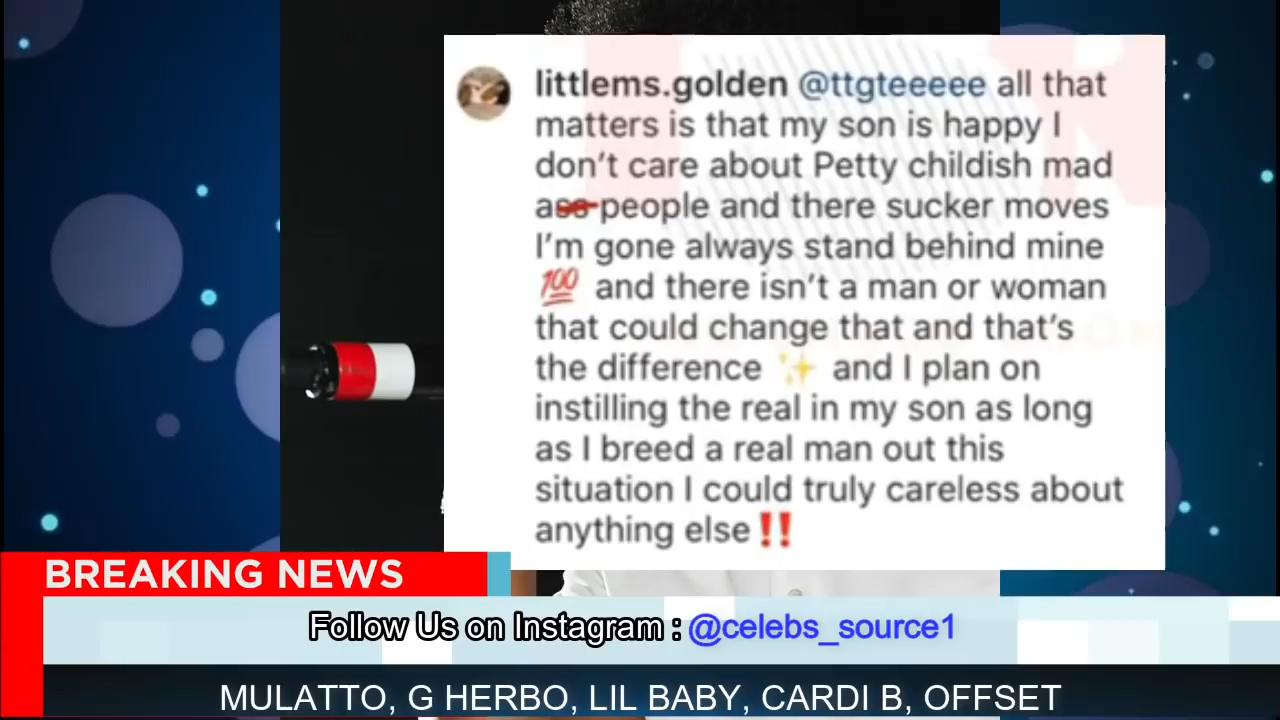 littlems.golden @ttgteeeee all that
matters is that my son is happy I
don't care about Petty childish mad
ass people and there sucker moves
I'm gone always stand behind mine
💯 and there isn't a man or woman
that could change that and that's
the difference ✨ and I plan on
instilling the real in my son as long
as I breed a real man out this
situation I could truly careless about
anything else‼️
BREAKING NEWS
Follow Us on Instagram : @celebs_source1
MULATTO, G HERBO, LIL BABY, CARDI B, OFFSET